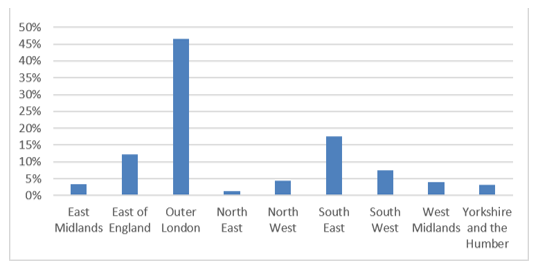 50%
45%
40%
35%
30%
25%
20%
15%
10%
5%
0%
East Midlands
East of England
Outer London
North East
North West
South East
South West
West Midlands
Yorkshire and the Humber